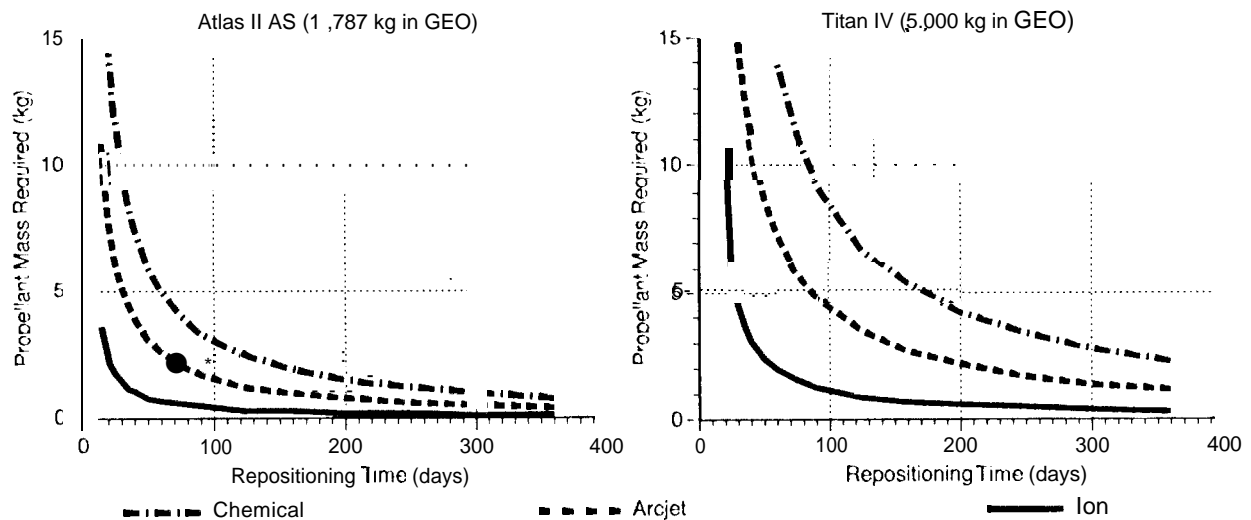 Atlas II AS (1 ,787 kg in GEO)
Titan IV (5.000 kg in GEO)
Propellant Mass Required (kg)
15
10
5
0
0 100 200 300 400
Repositioning Time (days)
Propellant Mass Required (kg)
15
10
5
0
0 100 200 300 400
Repositioning Time (days)
Chemical
Arcjet
Ion